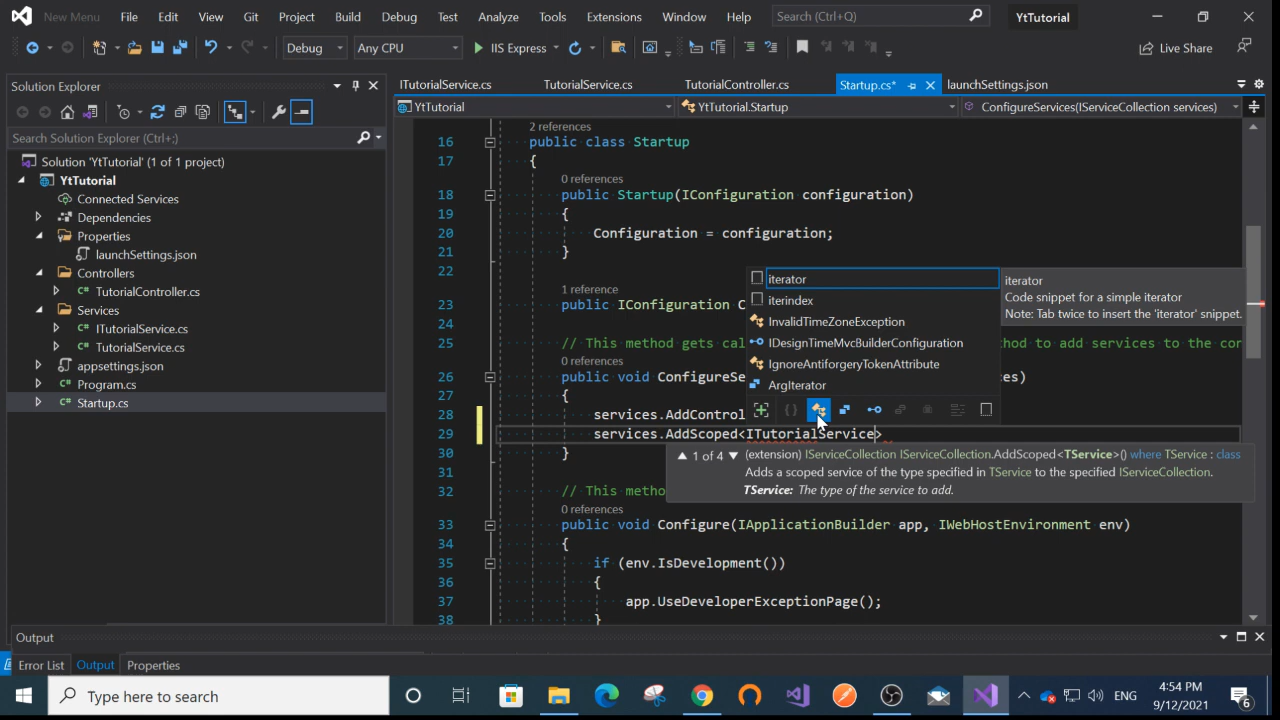 New Menu File Edit View Git Project Build Debug Test Analyze Tools Extensions Window Help Search (Ctrl+Q) YtTutorial
Debug Any CPU IIS Express Live Share
Solution Explorer
Search Solution Explorer (Ctrl+;)
Solution 'YtTutorial' (1 of 1 project)
YtTutorial
Connected Services
Dependencies
Properties
launchSettings.json
Controllers
TutorialController.cs
Services
ITutorialService.cs
TutorialService.cs
appsettings.json
Program.cs
Startup.cs
ITutorialService.cs TutorialService.cs TutorialController.cs Startup.cs* launchSettings.json
YtTutorial YtTutorial.Startup ConfigureServices(IServiceCollection services)
2 references
16 public class Startup
17 {
0 references
18 public Startup(IConfiguration configuration)
19 {
20 Configuration = configuration;
21 }
22
1 reference
23 public IConfiguration C
24
25 // This method gets cal thod to add services to the cor
0 references
26 public void ConfigureSe es)
27 {
28 services.AddControl
29 services.AddScoped<ITutorialService>
30 }
31
32 // This metho
0 references
33 public void Configure(IApplicationBuilder app, IWebHostEnvironment env)
34 {
35 if (env.IsDevelopment())
36 {
37 app.UseDeveloperExceptionPage();
38 }
iterator
iterindex
InvalidTimeZoneException
IDesignTimeMvcBuilderConfiguration
IgnoreAntiforgeryTokenAttribute
ArgIterator
iterator
Code snippet for a simple iterator
Note: Tab twice to insert the 'iterator' snippet.
1 of 4 (extension) IServiceCollection IServiceCollection.AddScoped<TService>() where TService : class
Adds a scoped service of the type specified in TService to the specified IServiceCollection.
TService: The type of the service to add.
Output
Error List Output Properties
Type here to search
ENG
4:54 PM
9/12/2021
6